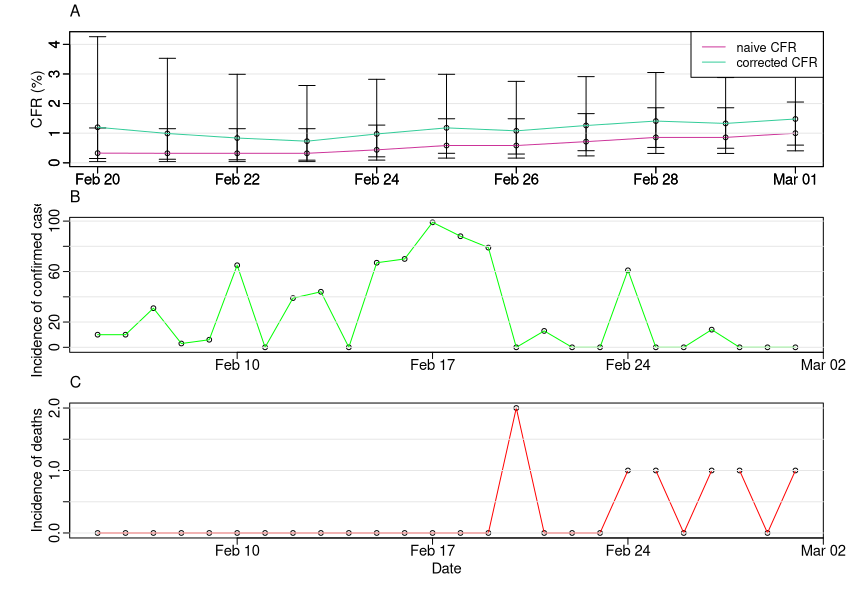 A
CFR (%)
4
3
2
1
0
naive CFR
corrected CFR
Feb 20
Feb 22
Feb 24
Feb 26
Feb 28
Mar 01
B
Incidence of confirmed case
100
60
20
0
Feb 10
Feb 17
Feb 24
Mar 02
C
Incidence of deaths
2.0
1.0
0.0
Feb 10
Feb 17
Feb 24
Mar 02
Date